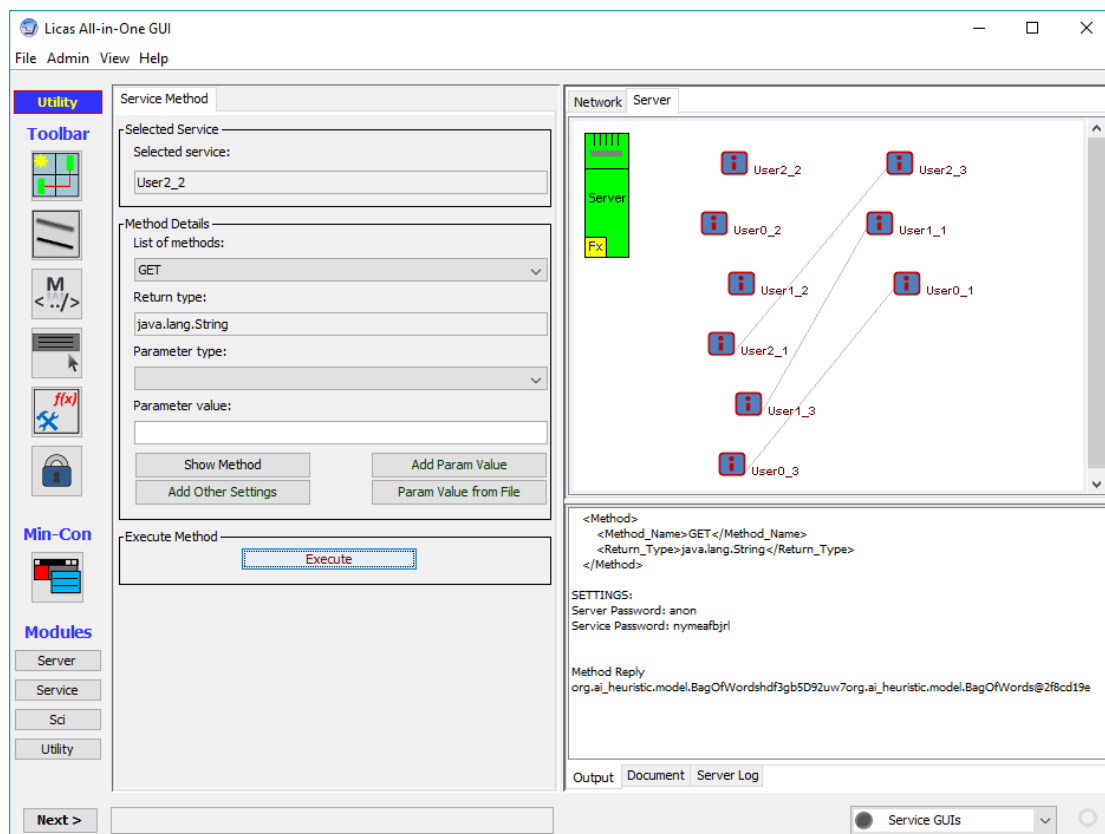 Licas All-in-One GUI
File Admin View Help
Utility
Toolbar
M
<../>
f(x)
Min-Con
Modules
Server
Service
Sci
Utility
Next >
Service Method
Selected Service
Selected service:
User2_2
Method Details
List of methods:
GET
Return type:
java.lang.String
Parameter type:
Parameter value:
Show Method
Add Param Value
Add Other Settings
Param Value from File
Execute Method
Execute
Network Server
Server
Fx
User2_2
User2_3
User0_2
User1_1
User1_2
User0_1
User2_1
User1_3
User0_3
<Method>
<Method_Name>GET</Method_Name>
<Return_Type>java.lang.String</Return_Type>
</Method>
SETTINGS:
Server Password: anon
Service Password: nymeafbjrl
Method Reply
org.ai_heuristic.model.BagOfWordshdf3gb5D92uw7org.ai_heuristic.model.BagOfWords@2f8cd19e
Output Document Server Log
Service GUIs